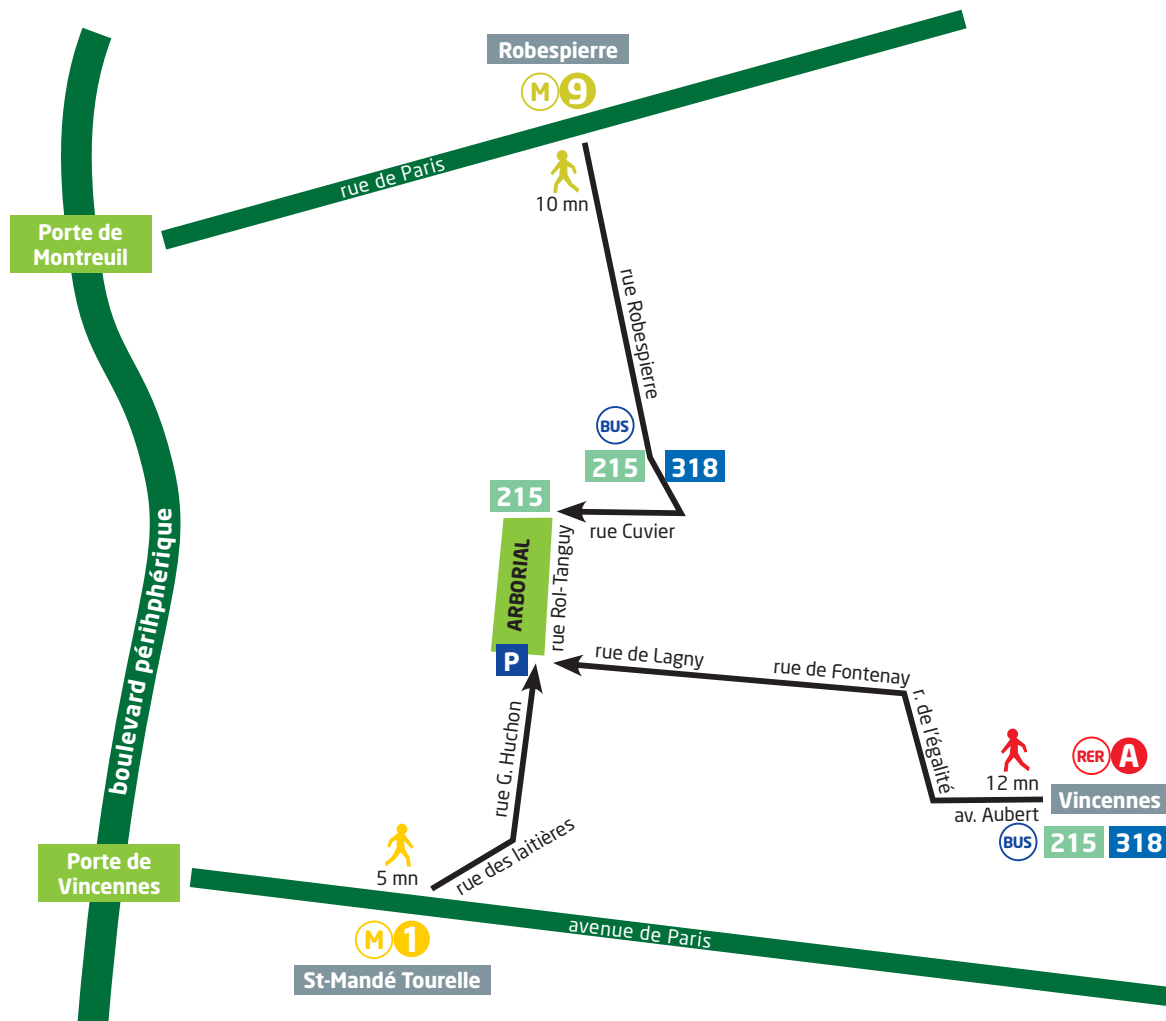 Robespierre
M 9
rue de Paris
10 mn
Porte de
Montreuil
rue Robespierre
BUS
215 318
215
rue Cuvier
ARBORIAL
rue Rol-Tanguy
boulevard périhphérique
P
rue de Lagny
rue de Fontenay
r. de l'égalité
rue G. Huchon
RER A
12 mn
Vincennes
av. Aubert
BUS 215 318
rue des laitières
Porte de
Vincennes
5 mn
avenue de Paris
M 1
St-Mandé Tourelle